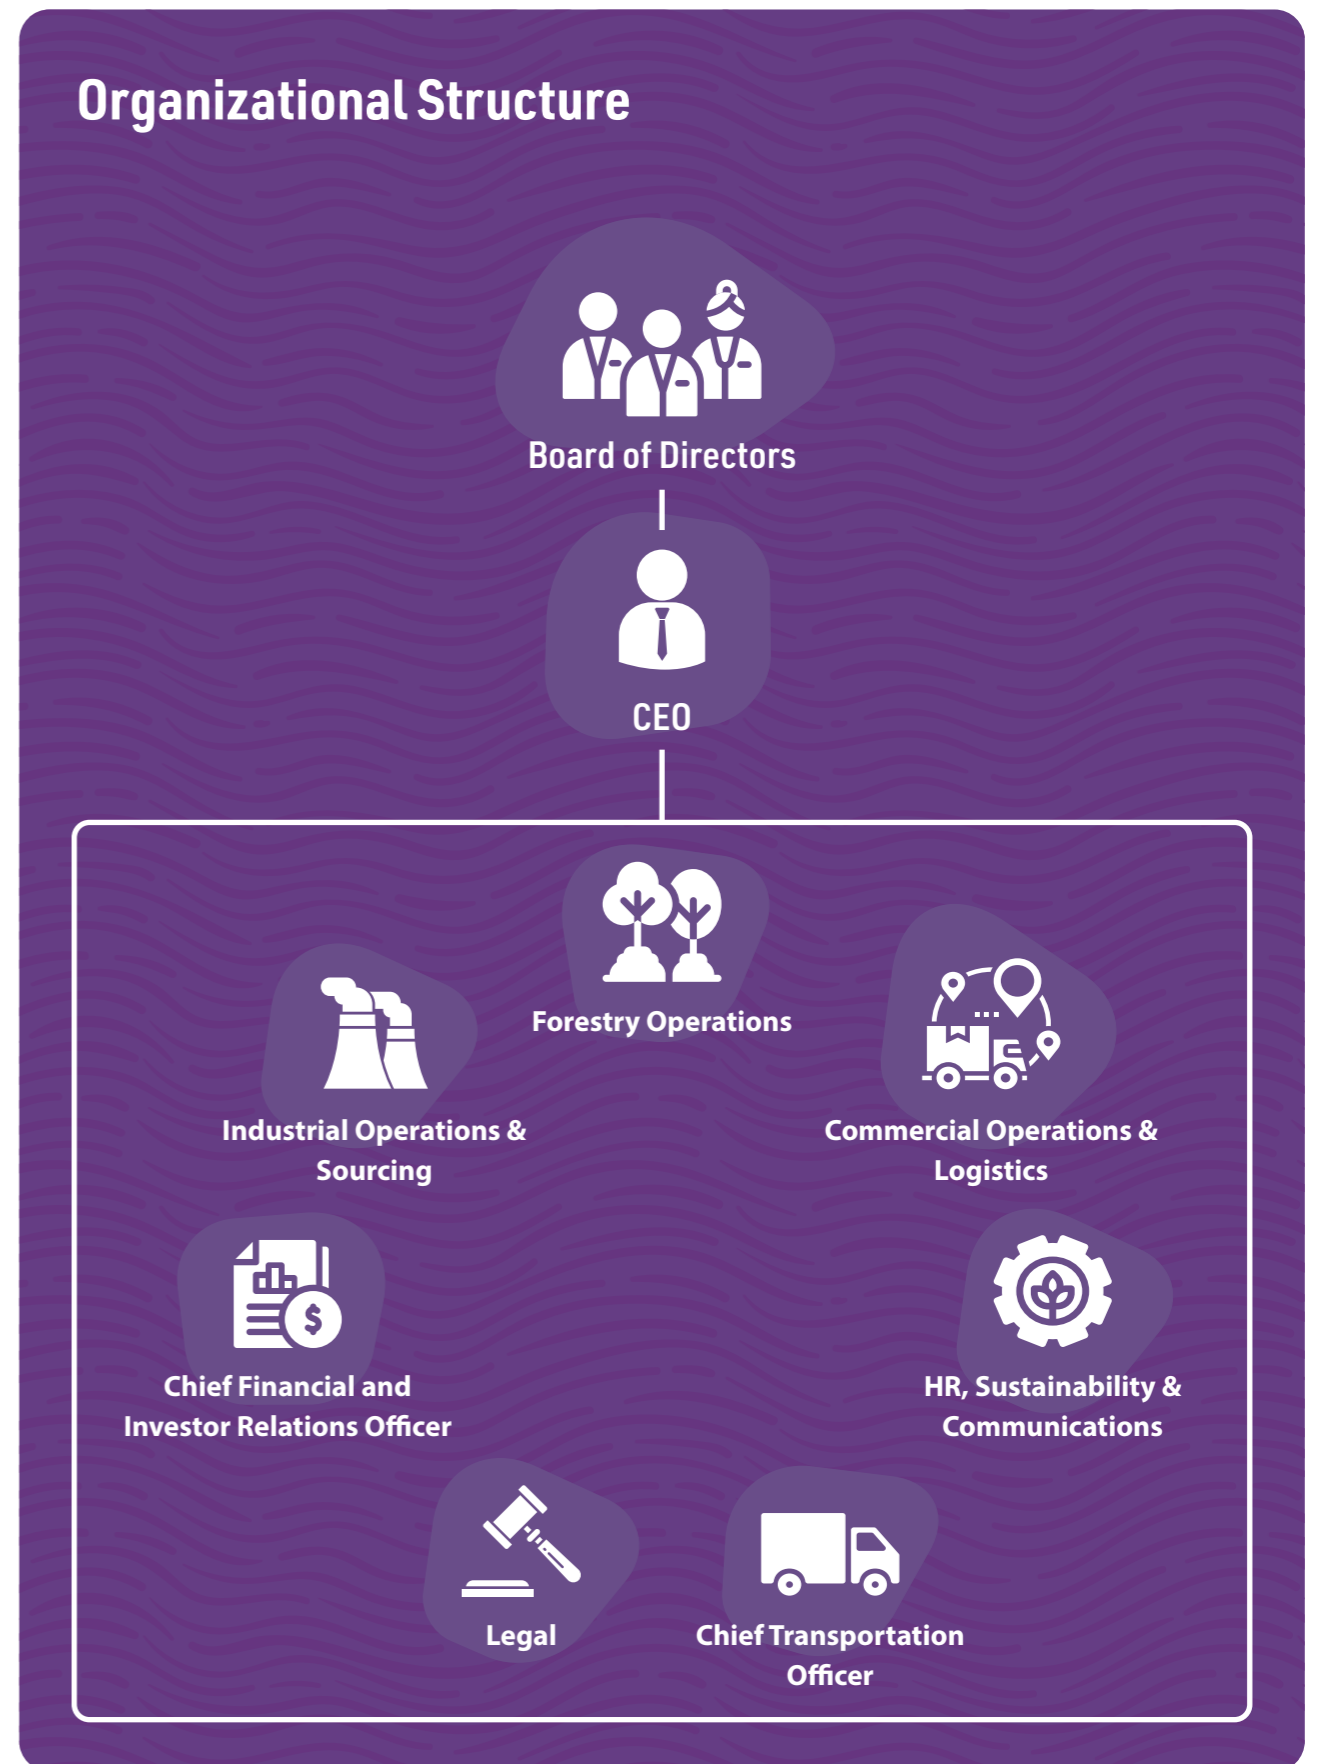 Organizational Structure
Board of Directors
CEO
Forestry Operations
Industrial Operations &
Sourcing
Commercial Operations &
Logistics
Chief Financial and
Investor Relations Officer
HR, Sustainability &
Communications
Legal
Chief Transportation
Officer